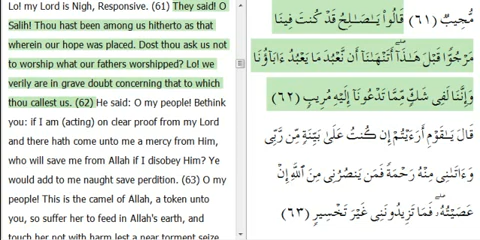 Lo! my Lord is Nigh, Responsive. (61) They said! O
Salih! Thou hast been among us hitherto as that
wherein our hope was placed. Dost thou ask us not
to worship what our fathers worshipped? Lo! we
verily are in grave doubt concerning that to which
thou callest us. (62) He said: O my people! Bethink
you: if I am (acting) on clear proof from my Lord
and there hath come unto me a mercy from Him,
who will save me from Allah if I disobey Him? Ye
would add to me naught save perdition. (63) O my
people! This is the camel of Allah, a token unto
you, so suffer her to feed in Allah's earth, and
touch her not with harm lest a near torment seize
مُّجِيبٌ (٦١) قَالُوا۟ يَـٰصَـٰلِحُ قَدْ كُنتَ فِينَا
مَرْجُوًّا قَبْلَ هَـٰذَآ ۖ أَتَنْهَىٰنَآ أَن نَّعْبُدَ مَا يَعْبُدُ ءَابَآؤُنَا
وَإِنَّنَا لَفِى شَكٍّ مِّمَّا تَدْعُونَآ إِلَيْهِ مُرِيبٍ (٦٢)
قَالَ يَـٰقَوْمِ أَرَءَيْتُمْ إِن كُنتُ عَلَىٰ بَيِّنَةٍ مِّن رَّبِّى
وَءَاتَىٰنِى مِنْهُ رَحْمَةً فَمَن يَنصُرُنِى مِنَ ٱللَّهِ إِنْ
عَصَيْتُهُۥ ۖ فَمَا تَزِيدُونَنِى غَيْرَ تَخْسِيرٍ (٦٣)